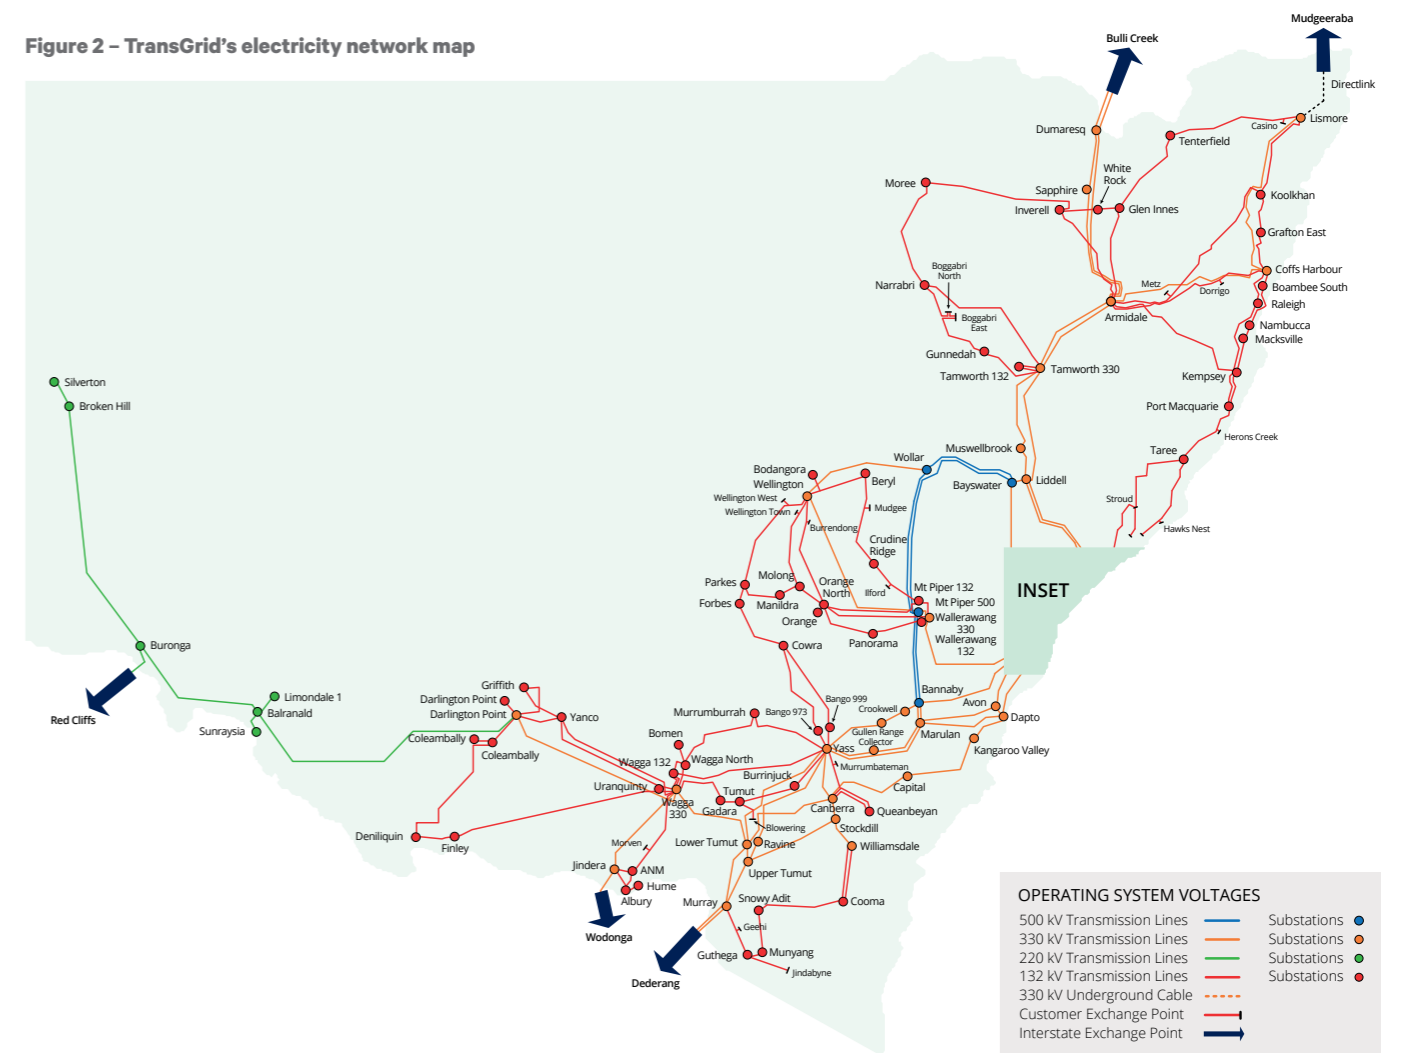 Figure 2 – TransGrid's electricity network map
Mudgeeraba
Bulli Creek
Directlink
Dumaresq
Casino
Lismore
Tenterfield
White
Rock
Moree
Sapphire
Koolkhan
Inverell
Glen Innes
Grafton East
Boggabri
North
Coffs Harbour
Narrabri
Metz
Dorrigo
Boambee South
Raleigh
Boggabri
East
Armidale
Nambucca
Macksville
Gunnedah
Tamworth 132
Tamworth 330
Kempsey
Silverton
Broken Hill
Port Macquarie
Herons Creek
Muswellbrook
Taree
Wollar
Bodangora
Wellington
Beryl
Bayswater
Liddell
Wellington West
Wellington Town
Mudgee
Stroud
Burrendong
Hawks Nest
Crudine
Ridge
Parkes
Molong
Orange
North
Ilford
Mt Piper 132
INSET
Forbes
Manildra
Mt Piper 500
Orange
Wallerawang
330
Wallerawang
132
Panorama
Buronga
Cowra
Red Cliffs
Limondale 1
Balranald
Sunraysia
Griffith
Darlington Point
Darlington Point
Yanco
Coleambally
Coleambally
Bannaby
Avon
Bango 999
Murrumburrah
Bango 973
Crookwell
Dapto
Gullen Range
Collector
Marulan
Bomen
Yass
Kangaroo Valley
Wagga 132
Wagga North
Murrumbateman
Burrinjuck
Capital
Uranquinty
Tumut
Wagga
330
Gadara
Canberra
Queanbeyan
Blowering
Stockdill
Deniliquin
Finley
Morven
Lower Tumut
Ravine
Williamsdale
Jindera
ANM
Upper Tumut
Hume
Albury
Murray
Snowy Adit
Cooma
Geehi
Wodonga
Guthega
Munyang
Jindabyne
Dederang
OPERATING SYSTEM VOLTAGES
500 kV Transmission Lines Substations
330 kV Transmission Lines Substations
220 kV Transmission Lines Substations
132 kV Transmission Lines Substations
330 kV Underground Cable
Customer Exchange Point
Interstate Exchange Point